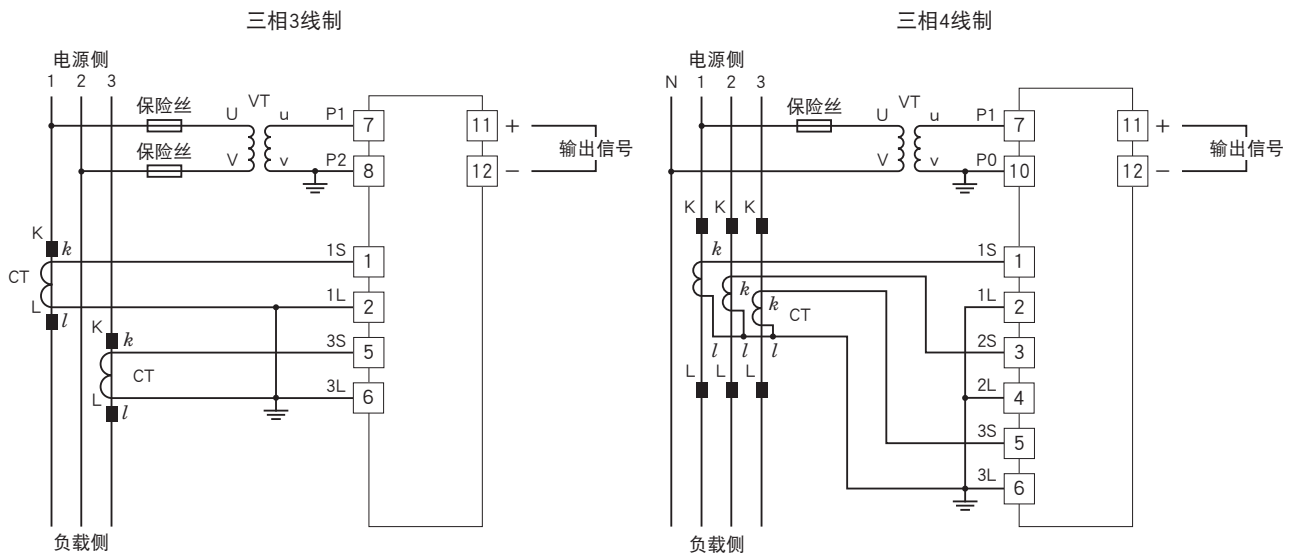 三相3线制
电源侧
1 2 3
保险丝
保险丝
U VT u P1 7
V v P2 8
11 +
12 −
输出信号
K k
CT
L l
1S 1
1L 2
K k
CT
L l
3S 5
3L 6
负载侧
三相4线制
电源侧
N 1 2 3
保险丝
U VT u P1 7
V v P0 10
11 +
12 −
输出信号
K K K
k
k
k CT
l l l
L L L
1S 1
1L 2
2S 3
2L 4
3S 5
3L 6
负载侧